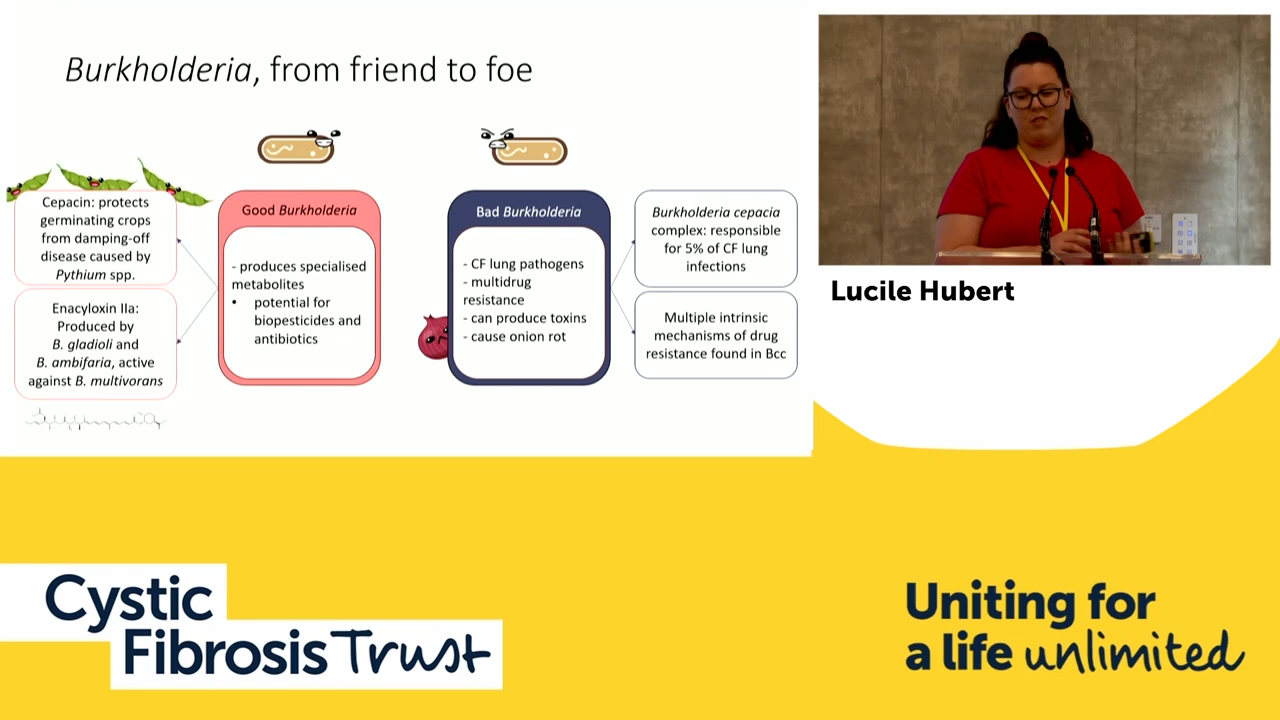 Burkholderia, from friend to foe
Cepacin: protects
germinating crops
from damping-off
disease caused by
Pythium spp.
Enacyloxin IIa:
Produced by
B. gladioli and
B. ambifaria, active
against B. multivorans
Good Burkholderia
- produces specialised
metabolites
• potential for
biopesticides and
antibiotics
Bad Burkholderia
- CF lung pathogens
- multidrug
resistance
- can produce toxins
- cause onion rot
Burkholderia cepacia
complex: responsible
for 5% of CF lung
infections
Multiple intrinsic
mechanisms of drug
resistance found in Bcc
Lucile Hubert
Cystic
Fibrosis Trust
Uniting for
a life unlimited